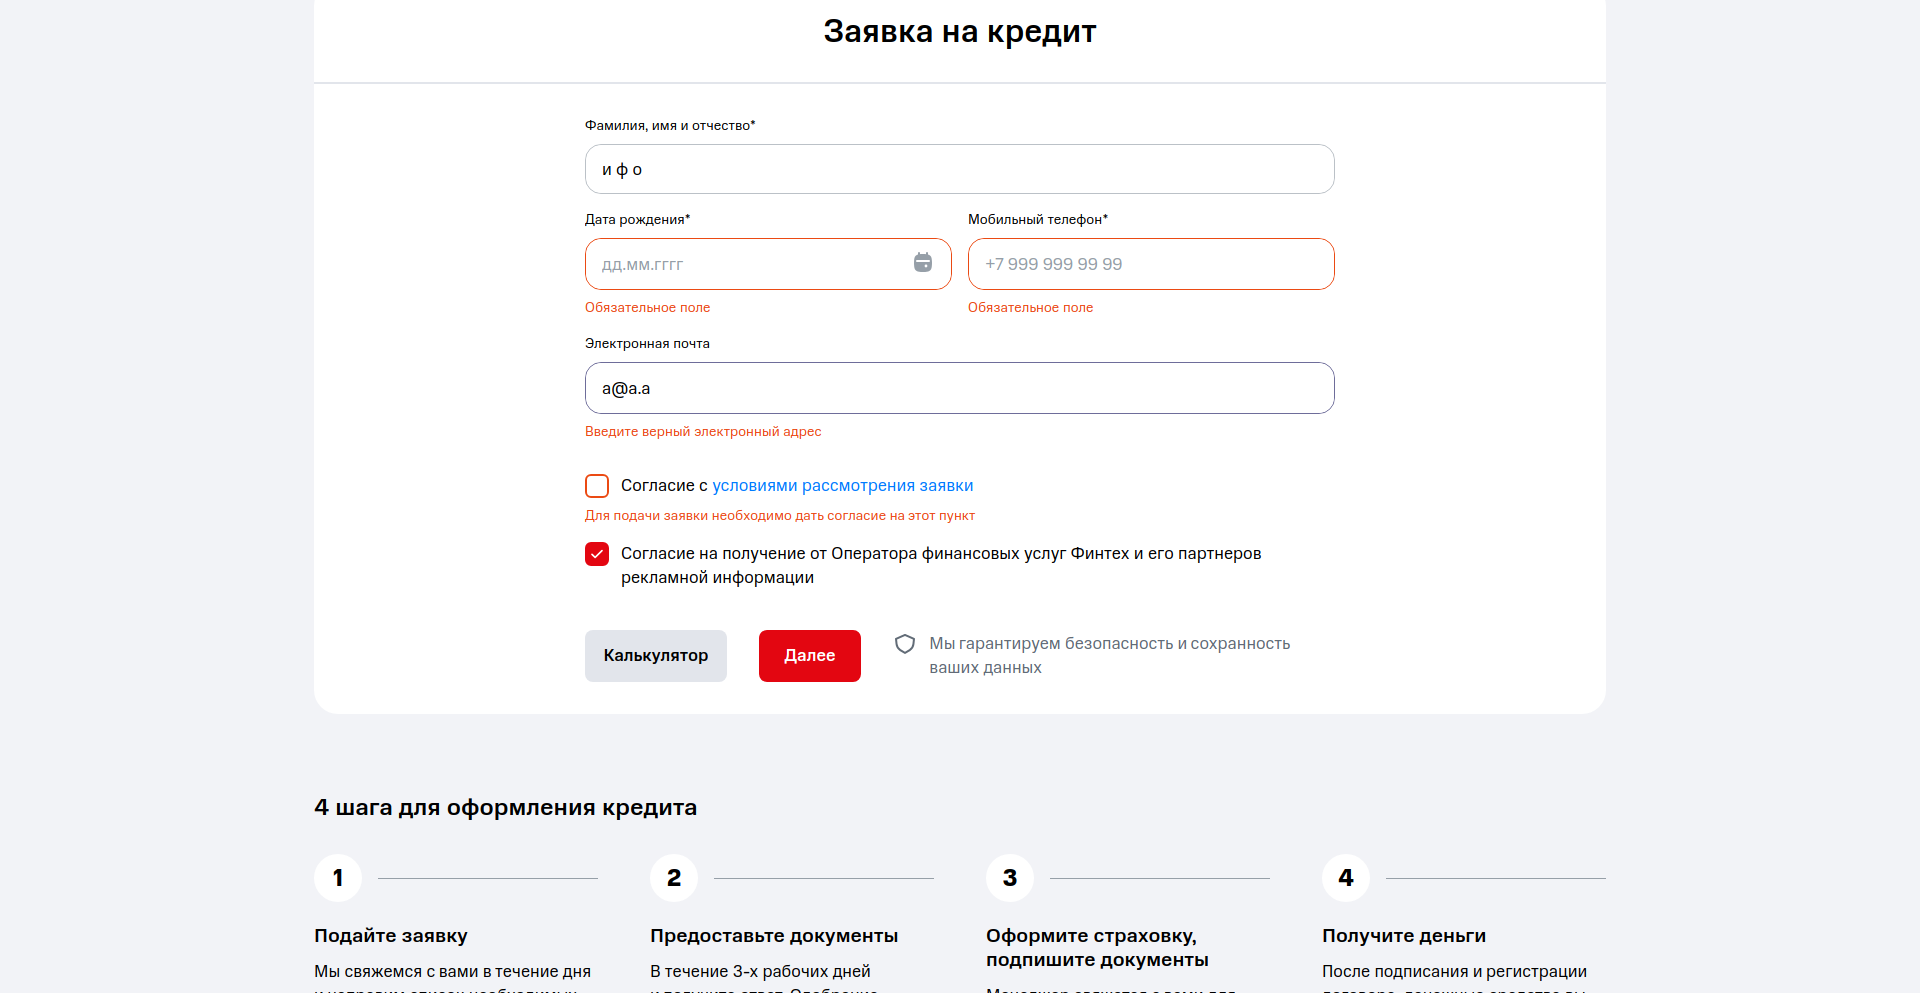 Заявка на кредит
Фамилия, имя и отчество*
и ф о
Дата рождения*
Мобильный телефон*
дд.мм.гггг
+7 999 999 99 99
Обязательное поле
Обязательное поле
Электронная почта
a@a.a
Введите верный электронный адрес
Согласие с условиями рассмотрения заявки
Для подачи заявки необходимо дать согласие на этот пункт
Согласие на получение от Оператора финансовых услуг Финтех и его партнеров
рекламной информации
Калькулятор
Далее
Мы гарантируем безопасность и сохранность
ваших данных
4 шага для оформления кредита
1
2
3
4
Подайте заявку
Мы свяжемся с вами в течение дня
Предоставьте документы
В течение 3-х рабочих дней
Оформите страховку,
подпишите документы
Получите деньги
После подписания и регистрации